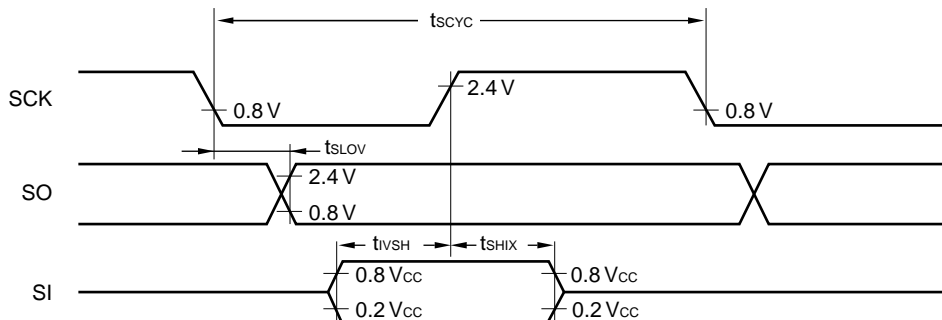 tSCYC
SCK
0.8 V
2.4 V
0.8 V
tSLOV
SO
2.4 V
0.8 V
tIVSH
tSHIX
SI
0.8 VCC
0.8 VCC
0.2 VCC
0.2 VCC